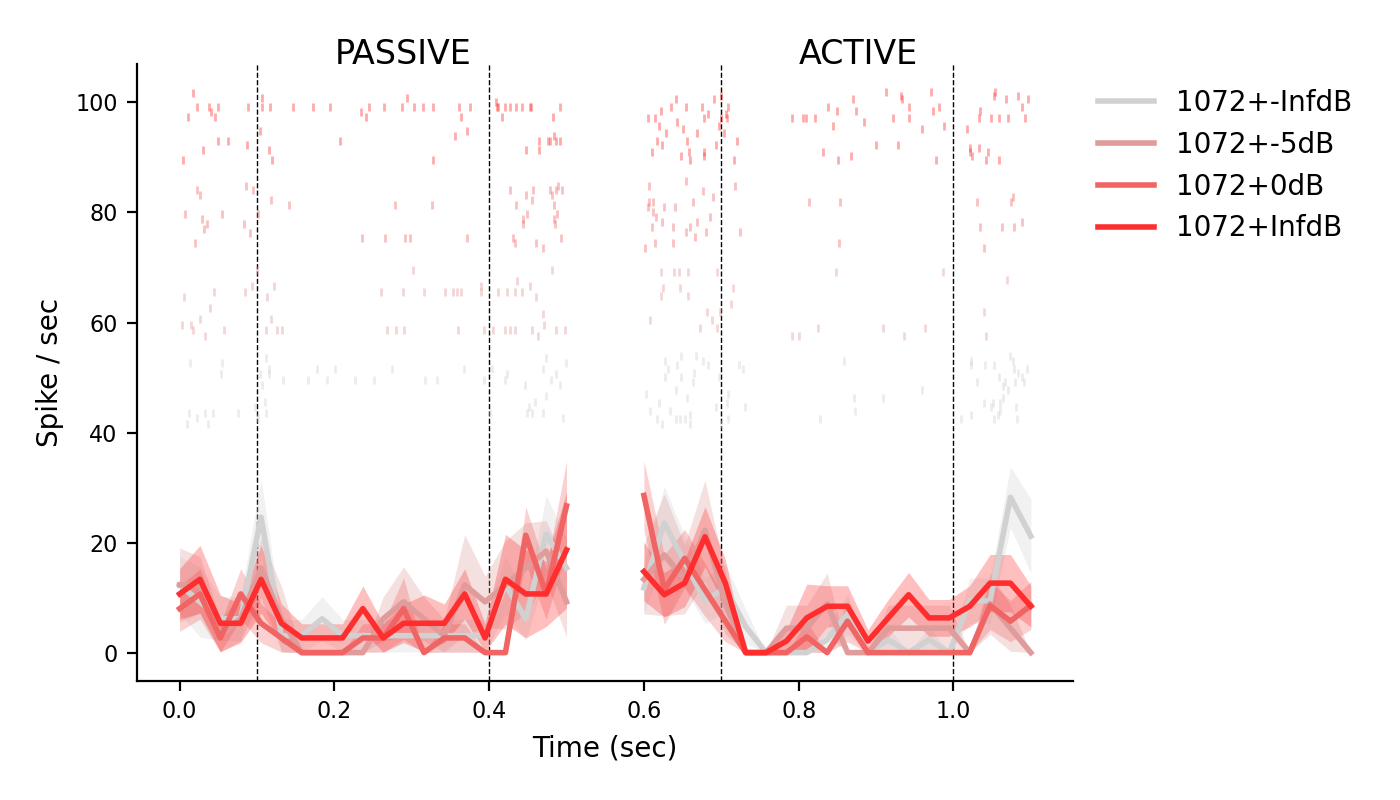 PASSIVE ACTIVE
1072+-InfdB
1072+-5dB
1072+0dB
1072+InfdB
100
80
60
40
20
0
Spike / sec
0.0 0.2 0.4 0.6 0.8 1.0
Time (sec)